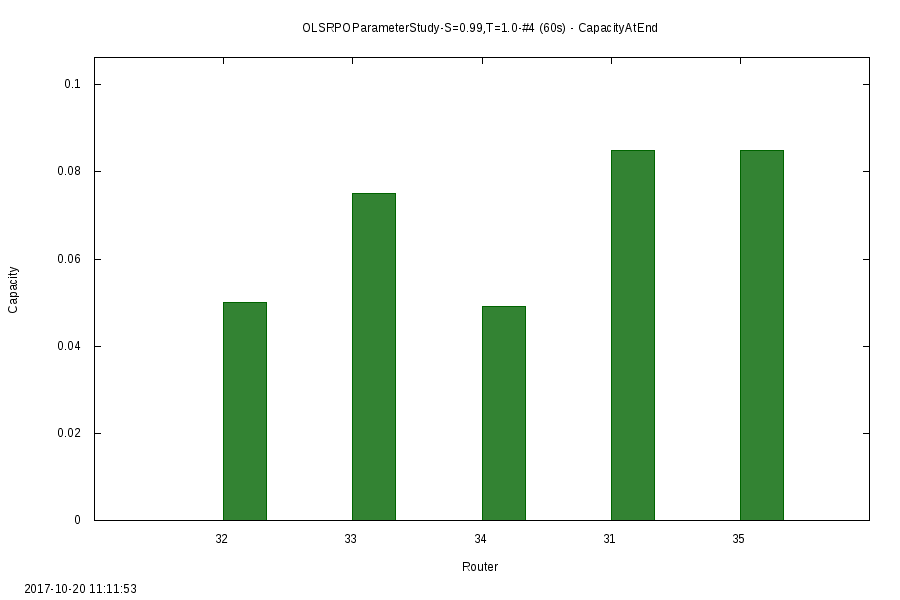 OLSRPOParameterStudy-S=0.99,T=1.0-#4 (60s) - CapacityAtEnd
0.1
0.08
0.06
0.04
0.02
0
Capacity
32 33 34 31 35
Router
2017-10-20 11:11:53